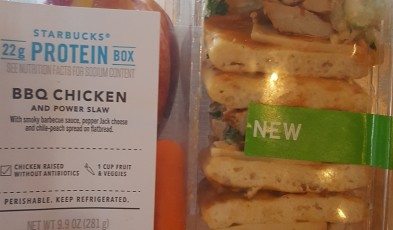 STARBUCKS®
22g PROTEIN BOX
SEE NUTRITION FACTS FOR SODIUM CONTENT
BBQ CHICKEN
AND POWER SLAW
With smoky barbecue sauce, pepper Jack cheese
and chile-peach spread on flatbread.
CHICKEN RAISED
WITHOUT ANTIBIOTICS
1 CUP FRUIT
& VEGGIES
PERISHABLE. KEEP REFRIGERATED.
NET WT 9.9 OZ (281 g)
NEW